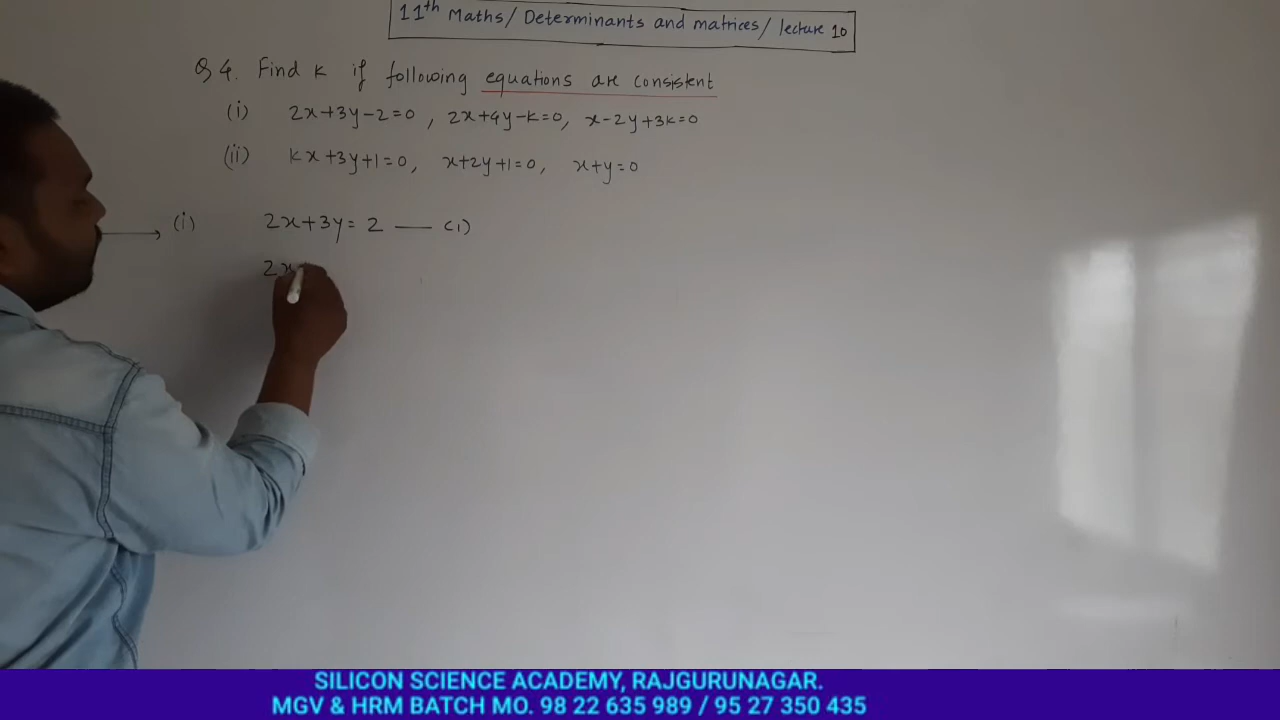 11th Maths/ Determinants and matrices/ lecture 10
Q 4. Find k if following equations are consistent
(i) 2x+3y-2=0, 2x+4y-k=0, x-2y+3k=0
(ii) kx+3y+1=0, x+2y+1=0, x+y=0
(i) 2x+3y=2 — (1)
2x
SILICON SCIENCE ACADEMY, RAJGURUNAGAR.
MGV & HRM BATCH MO. 98 22 635 989 / 95 27 350 435